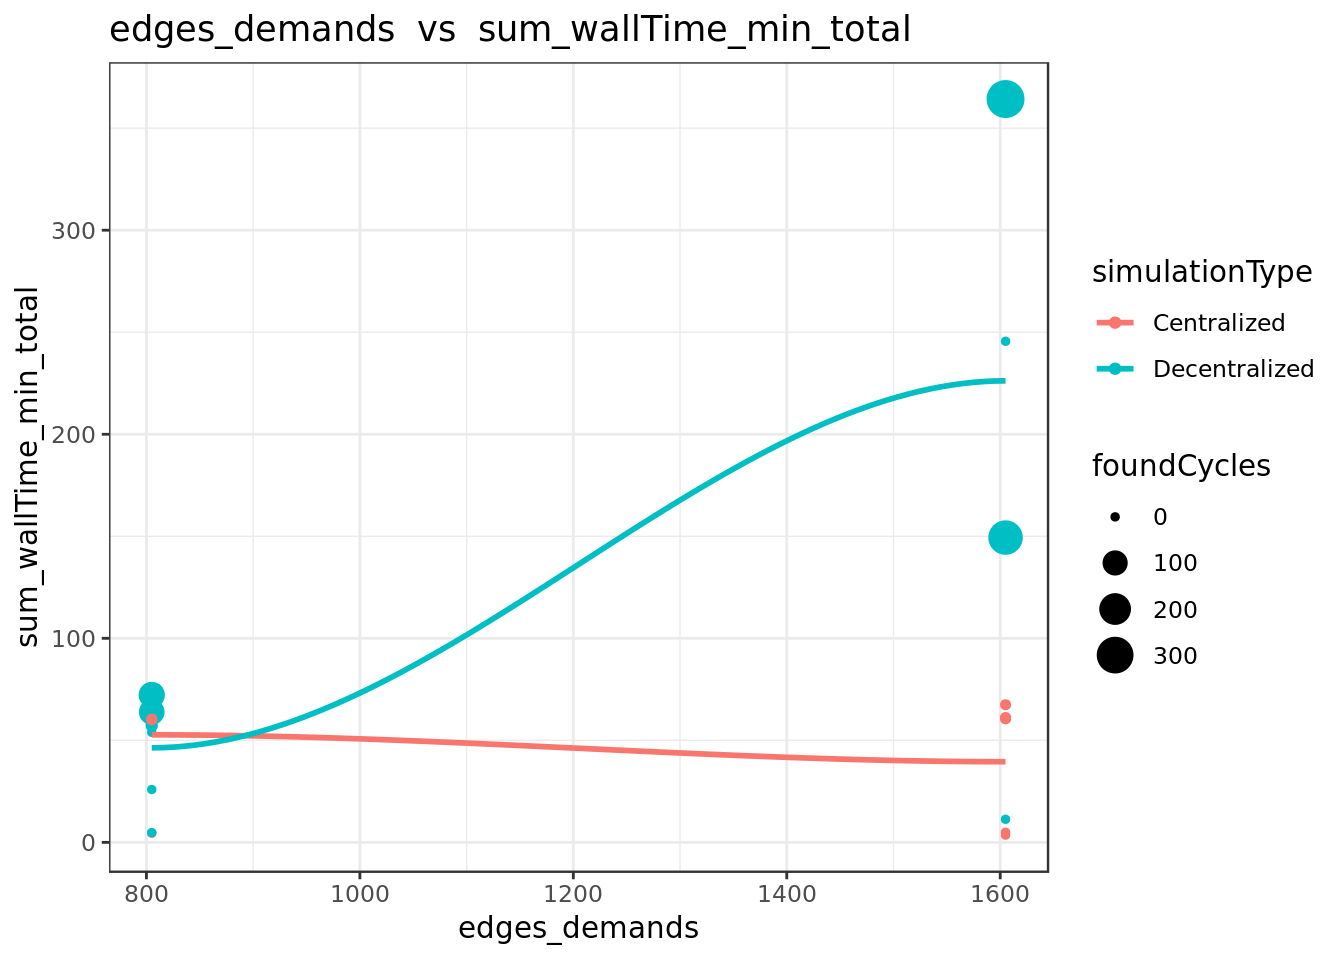 edges_demands  vs  sum_wallTime_min_total
sum_wallTime_min_total
300
200
100
0
800
1000
1200
1400
1600
edges_demands
simulationType
Centralized
Decentralized
foundCycles
0
100
200
300